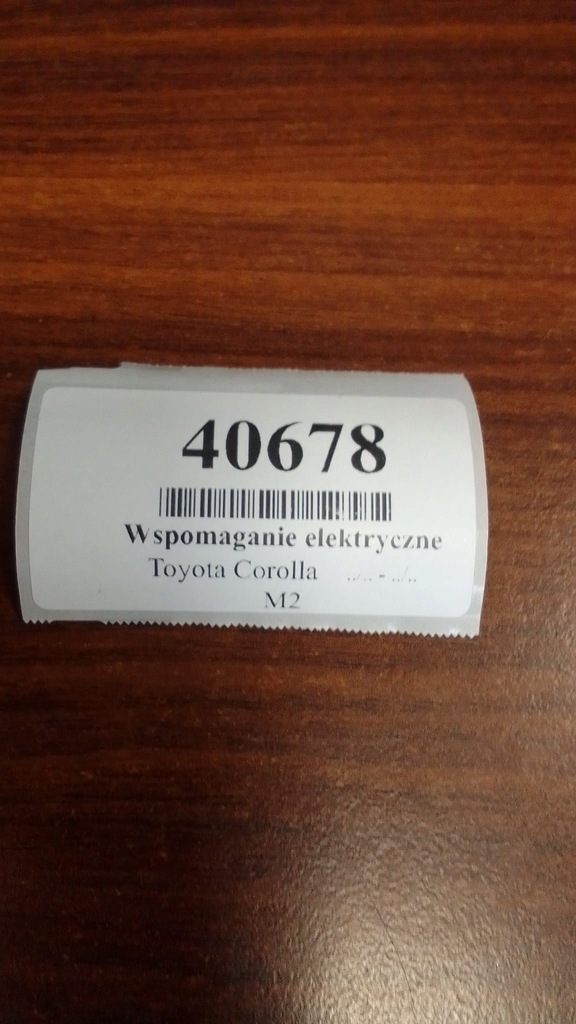 40678
Wspomaganie elektryczne
Toyota Corolla ../.. - ../..
M2